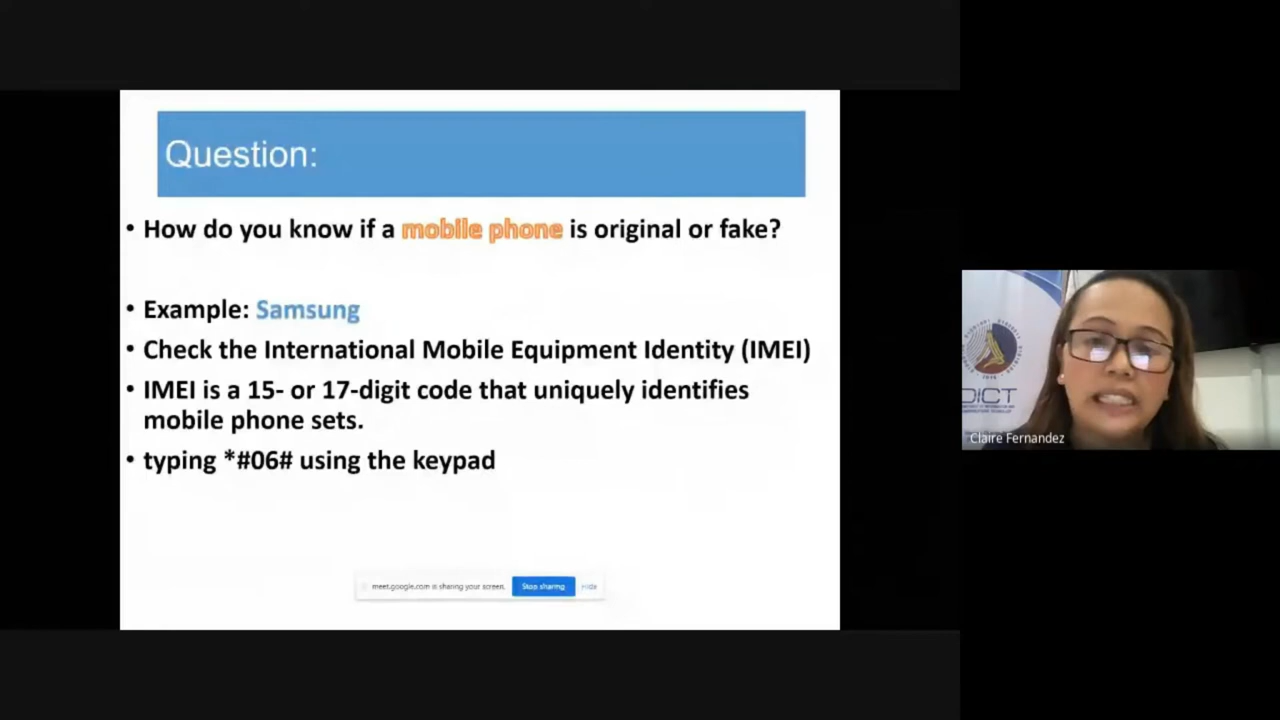 Question:
• How do you know if a mobile phone is original or fake?
• Example: Samsung
• Check the International Mobile Equipment Identity (IMEI)
• IMEI is a 15- or 17-digit code that uniquely identifies
mobile phone sets.
• typing *#06# using the keypad
meet.google.com is sharing your screen. Stop sharing Hide
DICT
Claire Fernandez